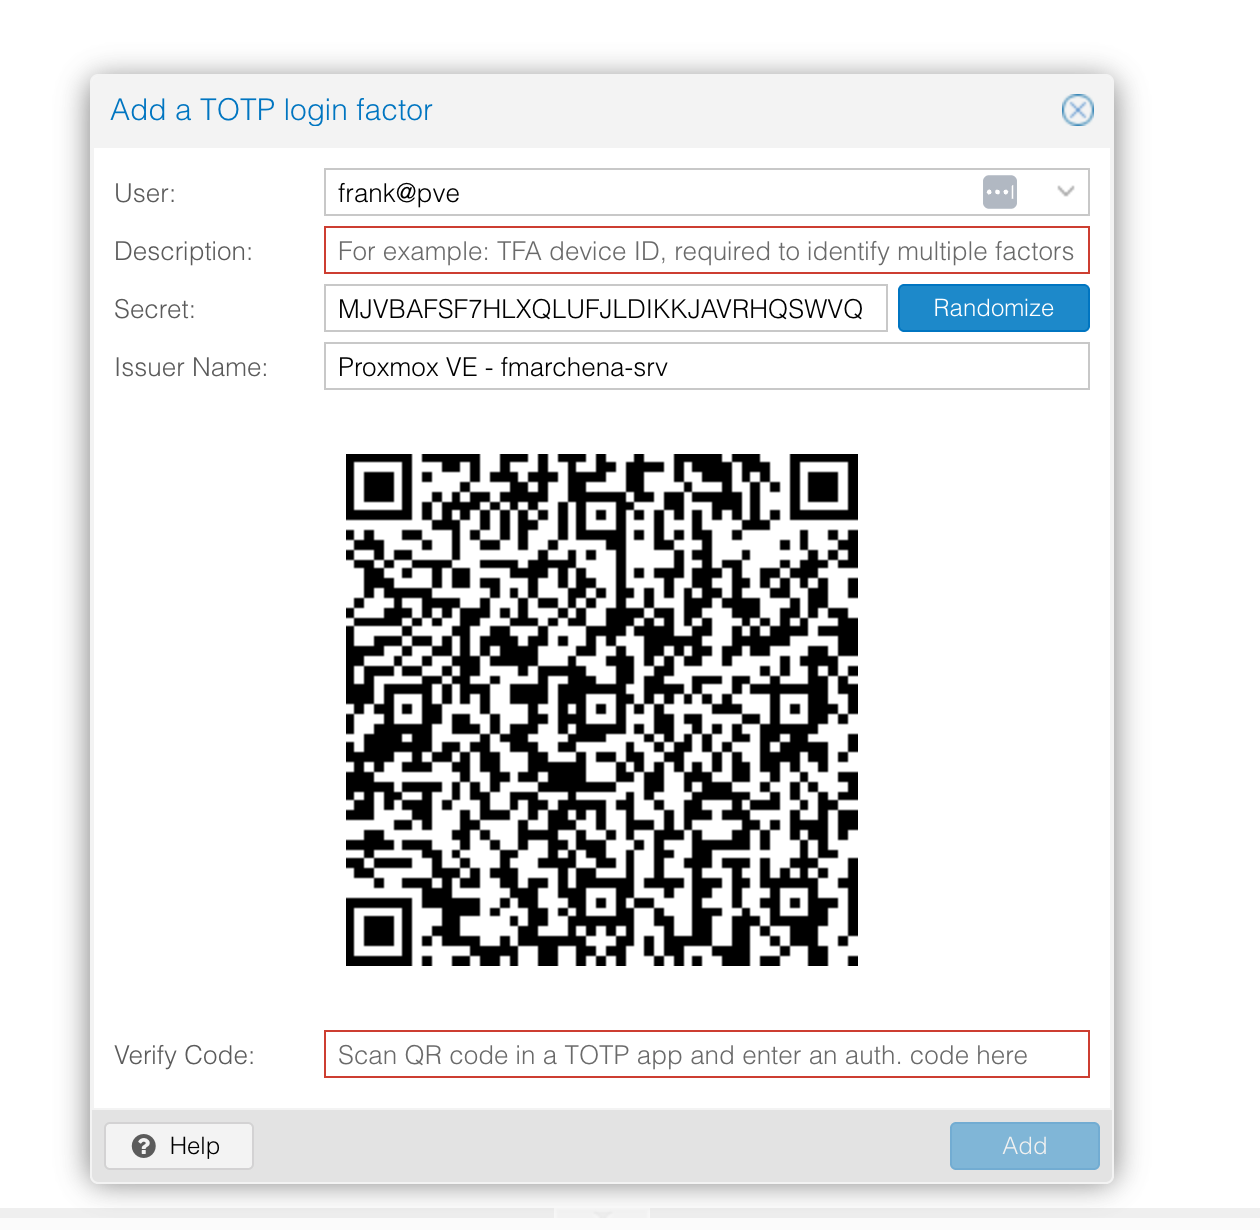 Add a TOTP login factor
User: frank@pve
Description: For example: TFA device ID, required to identify multiple factors
Secret: MJVBAFSF7HLXQLUFJLDIKKJAVRHQSWVQ Randomize
Issuer Name: Proxmox VE - fmarchena-srv
Verify Code: Scan QR code in a TOTP app and enter an auth. code here
Help Add